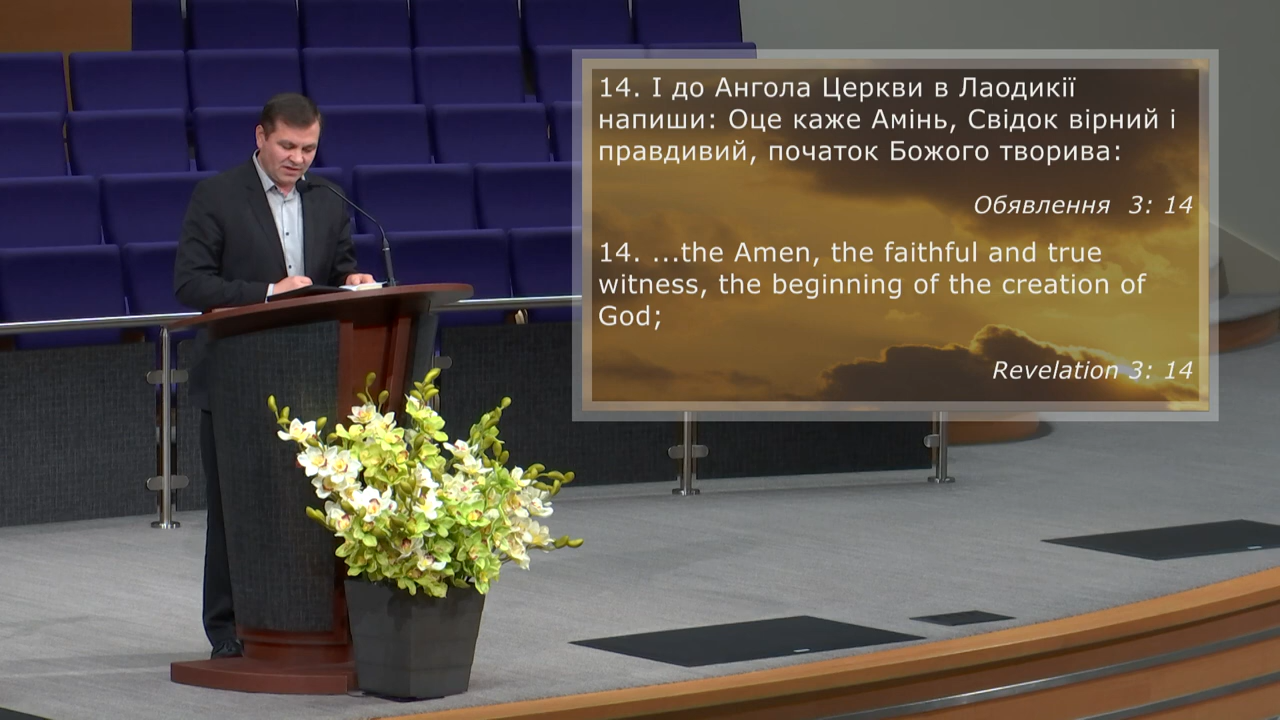 14. І до Ангола Церкви в Лаодикії
напиши: Оце каже Амінь, Свідок вірний і
правдивий, початок Божого творива:
Обявлення 3: 14
14. ...the Amen, the faithful and true
witness, the beginning of the creation of
God;
Revelation 3: 14